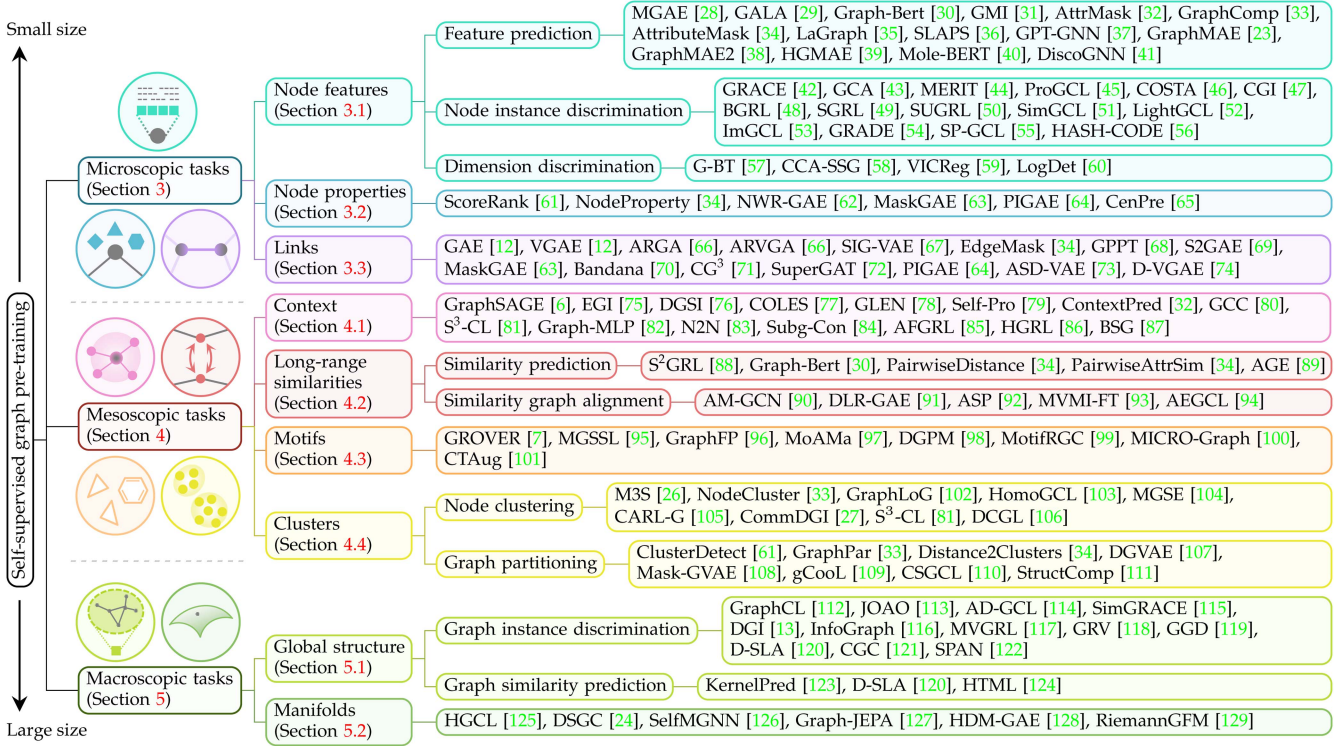 Small size
Self-supervised graph pre-training
Large size
Microscopic tasks
(Section 3)
Node features
(Section 3.1)
Feature prediction
MGAE [28], GALA [29], Graph-Bert [30], GMI [31], AttrMask [32], GraphComp [33],
AttributeMask [34], LaGraph [35], SLAPS [36], GPT-GNN [37], GraphMAE [23],
GraphMAE2 [38], HGMAE [39], Mole-BERT [40], DiscoGNN [41]
Node instance discrimination
GRACE [42], GCA [43], MERIT [44], ProGCL [45], COSTA [46], CGI [47],
BGRL [48], SGRL [49], SUGRL [50], SimGCL [51], LightGCL [52],
ImGCL [53], GRADE [54], SP-GCL [55], HASH-CODE [56]
Dimension discrimination
G-BT [57], CCA-SSG [58], VICReg [59], LogDet [60]
Node properties
(Section 3.2)
ScoreRank [61], NodeProperty [34], NWR-GAE [62], MaskGAE [63], PIGAE [64], CenPre [65]
Links
(Section 3.3)
GAE [12], VGAE [12], ARGA [66], ARVGA [66], SIG-VAE [67], EdgeMask [34], GPPT [68], S2GAE [69],
MaskGAE [63], Bandana [70], CG³ [71], SuperGAT [72], PIGAE [64], ASD-VAE [73], D-VGAE [74]
Mesoscopic tasks
(Section 4)
Context
(Section 4.1)
GraphSAGE [6], EGI [75], DGSI [76], COLES [77], GLEN [78], Self-Pro [79], ContextPred [32], GCC [80],
S³-CL [81], Graph-MLP [82], N2N [83], Subg-Con [84], AFGRL [85], HGRL [86], BSG [87]
Long-range
similarities
(Section 4.2)
Similarity prediction
S²GRL [88], Graph-Bert [30], PairwiseDistance [34], PairwiseAttrSim [34], AGE [89]
Similarity graph alignment
AM-GCN [90], DLR-GAE [91], ASP [92], MVMI-FT [93], AEGCL [94]
Motifs
(Section 4.3)
GROVER [7], MGSSL [95], GraphFP [96], MoAMa [97], DGPM [98], MotifRGC [99], MICRO-Graph [100],
CTAug [101]
Clusters
(Section 4.4)
Node clustering
M3S [26], NodeCluster [33], GraphLoG [102], HomoGCL [103], MGSE [104],
CARL-G [105], CommDGI [27], S³-CL [81], DCGL [106]
Graph partitioning
ClusterDetect [61], GraphPar [33], Distance2Clusters [34], DGVAE [107],
Mask-GVAE [108], gCooL [109], CSGCL [110], StructComp [111]
Macroscopic tasks
(Section 5)
Global structure
(Section 5.1)
Graph instance discrimination
GraphCL [112], JOAO [113], AD-GCL [114], SimGRACE [115],
DGI [13], InfoGraph [116], MVGRL [117], GRV [118], GGD [119],
D-SLA [120], CGC [121], SPAN [122]
Graph similarity prediction
KernelPred [123], D-SLA [120], HTML [124]
Manifolds
(Section 5.2)
HGCL [125], DSGC [24], SelfMGNN [126], Graph-JEPA [127], HDM-GAE [128], RiemannGFM [129]